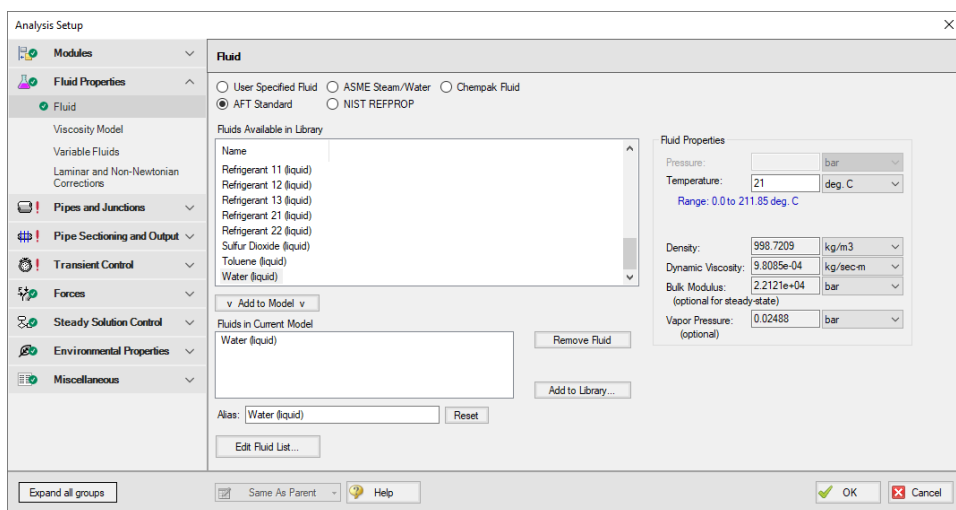 Analysis Setup
Modules
Fluid Properties
Fluid
Viscosity Model
Variable Fluids
Laminar and Non-Newtonian
Corrections
Pipes and Junctions
Pipe Sectioning and Output
Transient Control
Forces
Steady Solution Control
Environmental Properties
Miscellaneous
Expand all groups
Fluid
User Specified Fluid ASME Steam/Water Chempak Fluid
AFT Standard NIST REFPROP
Fluids Available in Library
Name
Refrigerant 11 (liquid)
Refrigerant 12 (liquid)
Refrigerant 13 (liquid)
Refrigerant 21 (liquid)
Refrigerant 22 (liquid)
Sulfur Dioxide (liquid)
Toluene (liquid)
Water (liquid)
v Add to Model v
Fluids in Current Model
Water (liquid)
Remove Fluid
Add to Library...
Alias: Water (liquid) Reset
Edit Fluid List...
Fluid Properties
Pressure: bar
Temperature: 21 deg. C
Range: 0.0 to 211.85 deg. C
Density: 998.7209 kg/m3
Dynamic Viscosity: 9.8085e-04 kg/sec-m
Bulk Modulus: 2.2121e+04 bar
(optional for steady-state)
Vapor Pressure: 0.02488 bar
(optional)
Same As Parent Help
OK Cancel